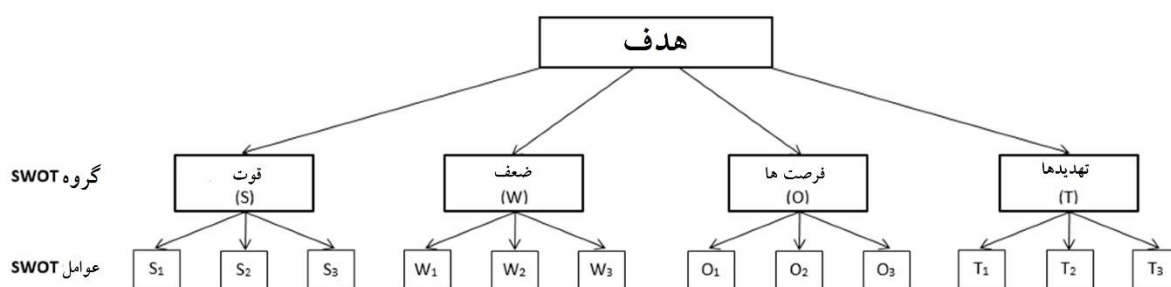 هدف
گروه SWOT
قوت
(S)
ضعف
(W)
فرصت ها
(O)
تهدیدها
(T)
عوامل SWOT
S1
S2
S3
W1
W2
W3
O1
O2
O3
T1
T2
T3